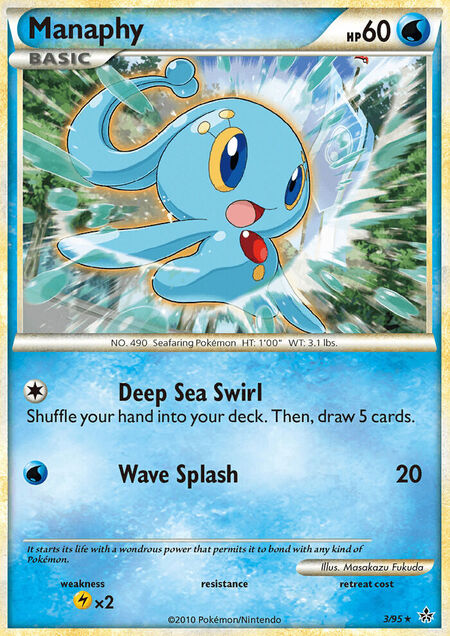 Manaphy HP60
BASIC
NO. 490 Seafaring Pokémon HT: 1'00" WT: 3.1 lbs.
Deep Sea Swirl
Shuffle your hand into your deck. Then, draw 5 cards.
Wave Splash 20
It starts its life with a wondrous power that permits it to bond with any kind of
Pokémon.
Illus. Masakazu Fukuda
weakness resistance retreat cost
×2
©2010 Pokémon/Nintendo 3/95 ★